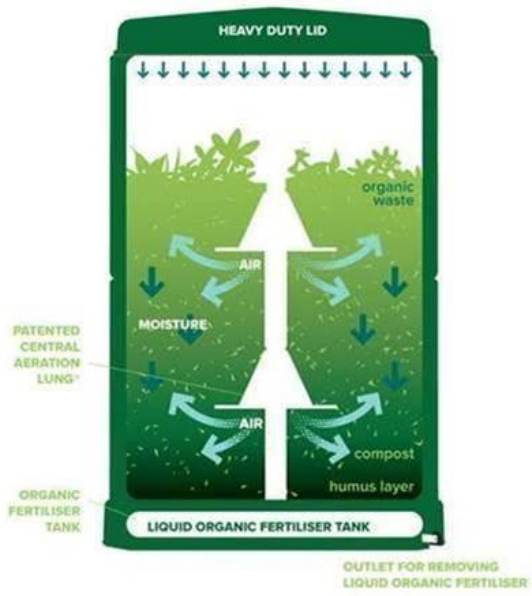 HEAVY DUTY LID
organic
waste
AIR
MOISTURE
PATENTED
CENTRAL
AERATION
LUNG™
AIR
compost
humus layer
ORGANIC
FERTILISER
TANK
LIQUID ORGANIC FERTILISER TANK
OUTLET FOR REMOVING
LIQUID ORGANIC FERTILISER